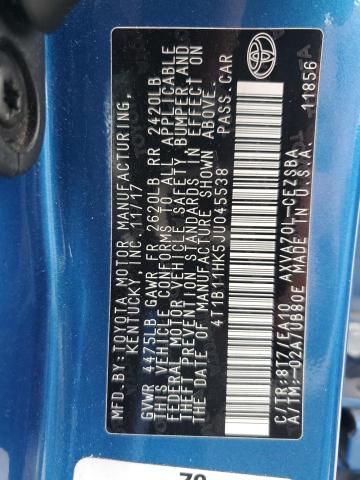 MFD.BY:TOYOTA MOTOR MANUFACTURING,
KENTUCKY, INC. 11/17
GVWR 4475LB GAWR FR 2620LB RR 2420LB
THIS VEHICLE CONFORMS TO ALL APPLICABLE
FEDERAL MOTOR VEHICLE SAFETY, BUMPER, AND
THEFT PREVENTION STANDARDS IN EFFECT ON
THE DATE OF MANUFACTURE SHOWN ABOVE.
4T1B11HK5JU045538 PASS.CAR
C/TR:8T7/FA38 AXVA70L-CEZSBA
A/TM:-02A/UB80E MADE IN U.S.A.
11856